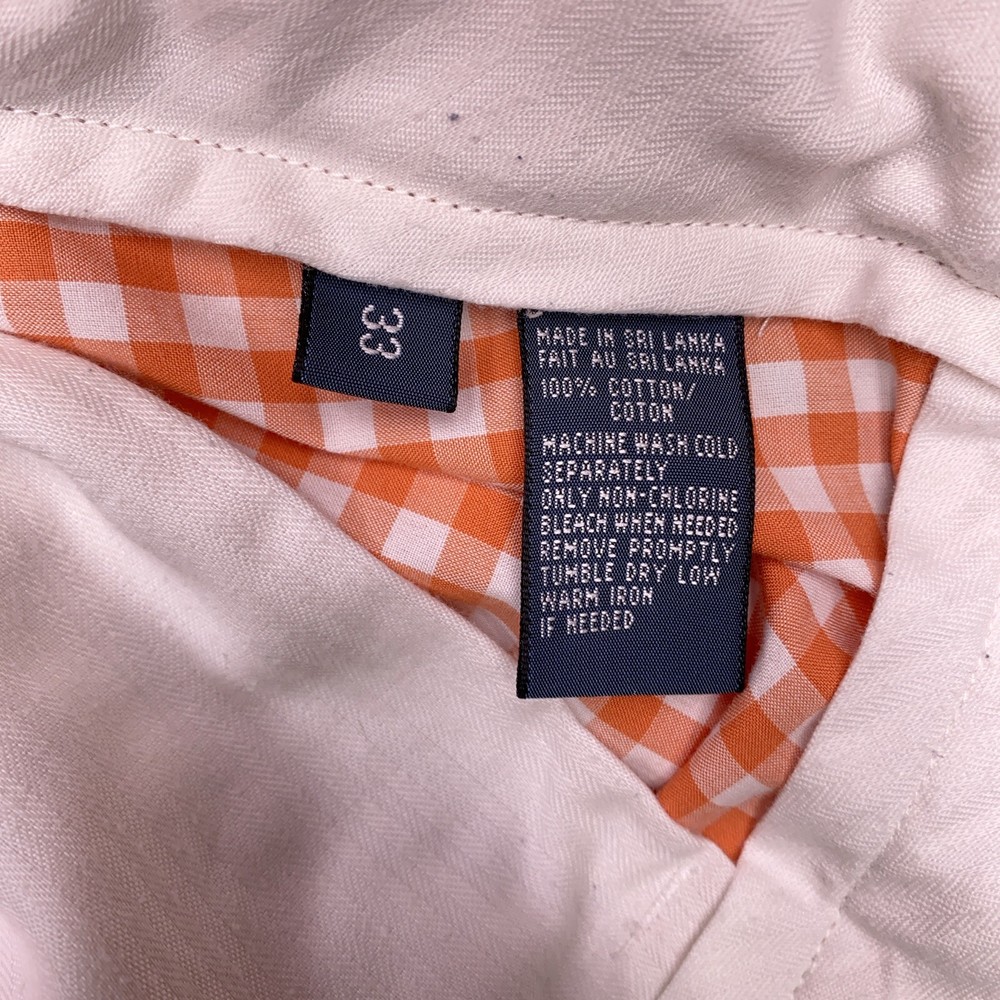 33
MADE IN SRI LANKA
FAIT AU SRI LANKA
100% COTTON/
COTON
MACHINE WASH COLD
SEPARATELY
ONLY NON-CHLORINE
BLEACH WHEN NEEDED
REMOVE PROMPTLY
TUMBLE DRY LOW
WARM IRON
IF NEEDED